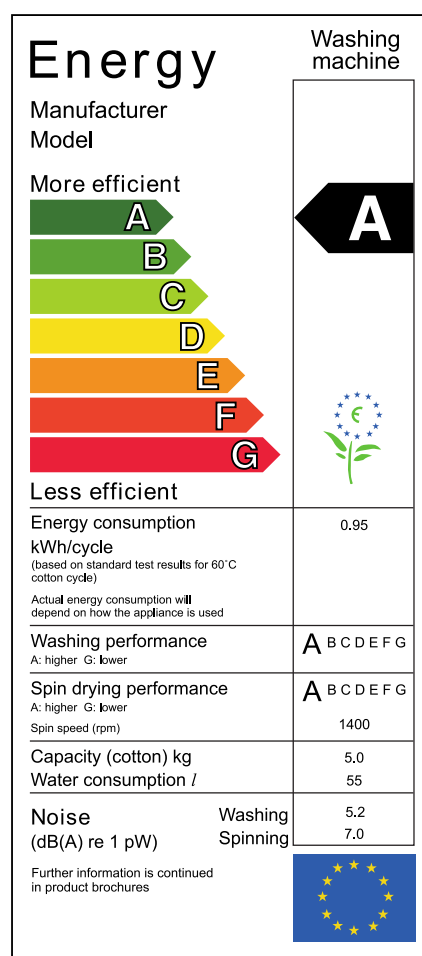 Energy
Washing
machine
Manufacturer
Model
More efficient
A
A
B
C
D
E
F
G
Less efficient
Energy consumption
0.95
kWh/cycle
(based on standard test results for 60˚C
cotton cycle)
Actual energy consumption will
depend on how the appliance is used
Washing performance
A B C D E F G
A: higher G: lower
Spin drying performance
A B C D E F G
A: higher G: lower
Spin speed (rpm) 1400
Capacity (cotton) kg 5.0
Water consumption l 55
Noise Washing 5.2
(dB(A) re 1 pW) Spinning 7.0
Further information is continued
in product brochures